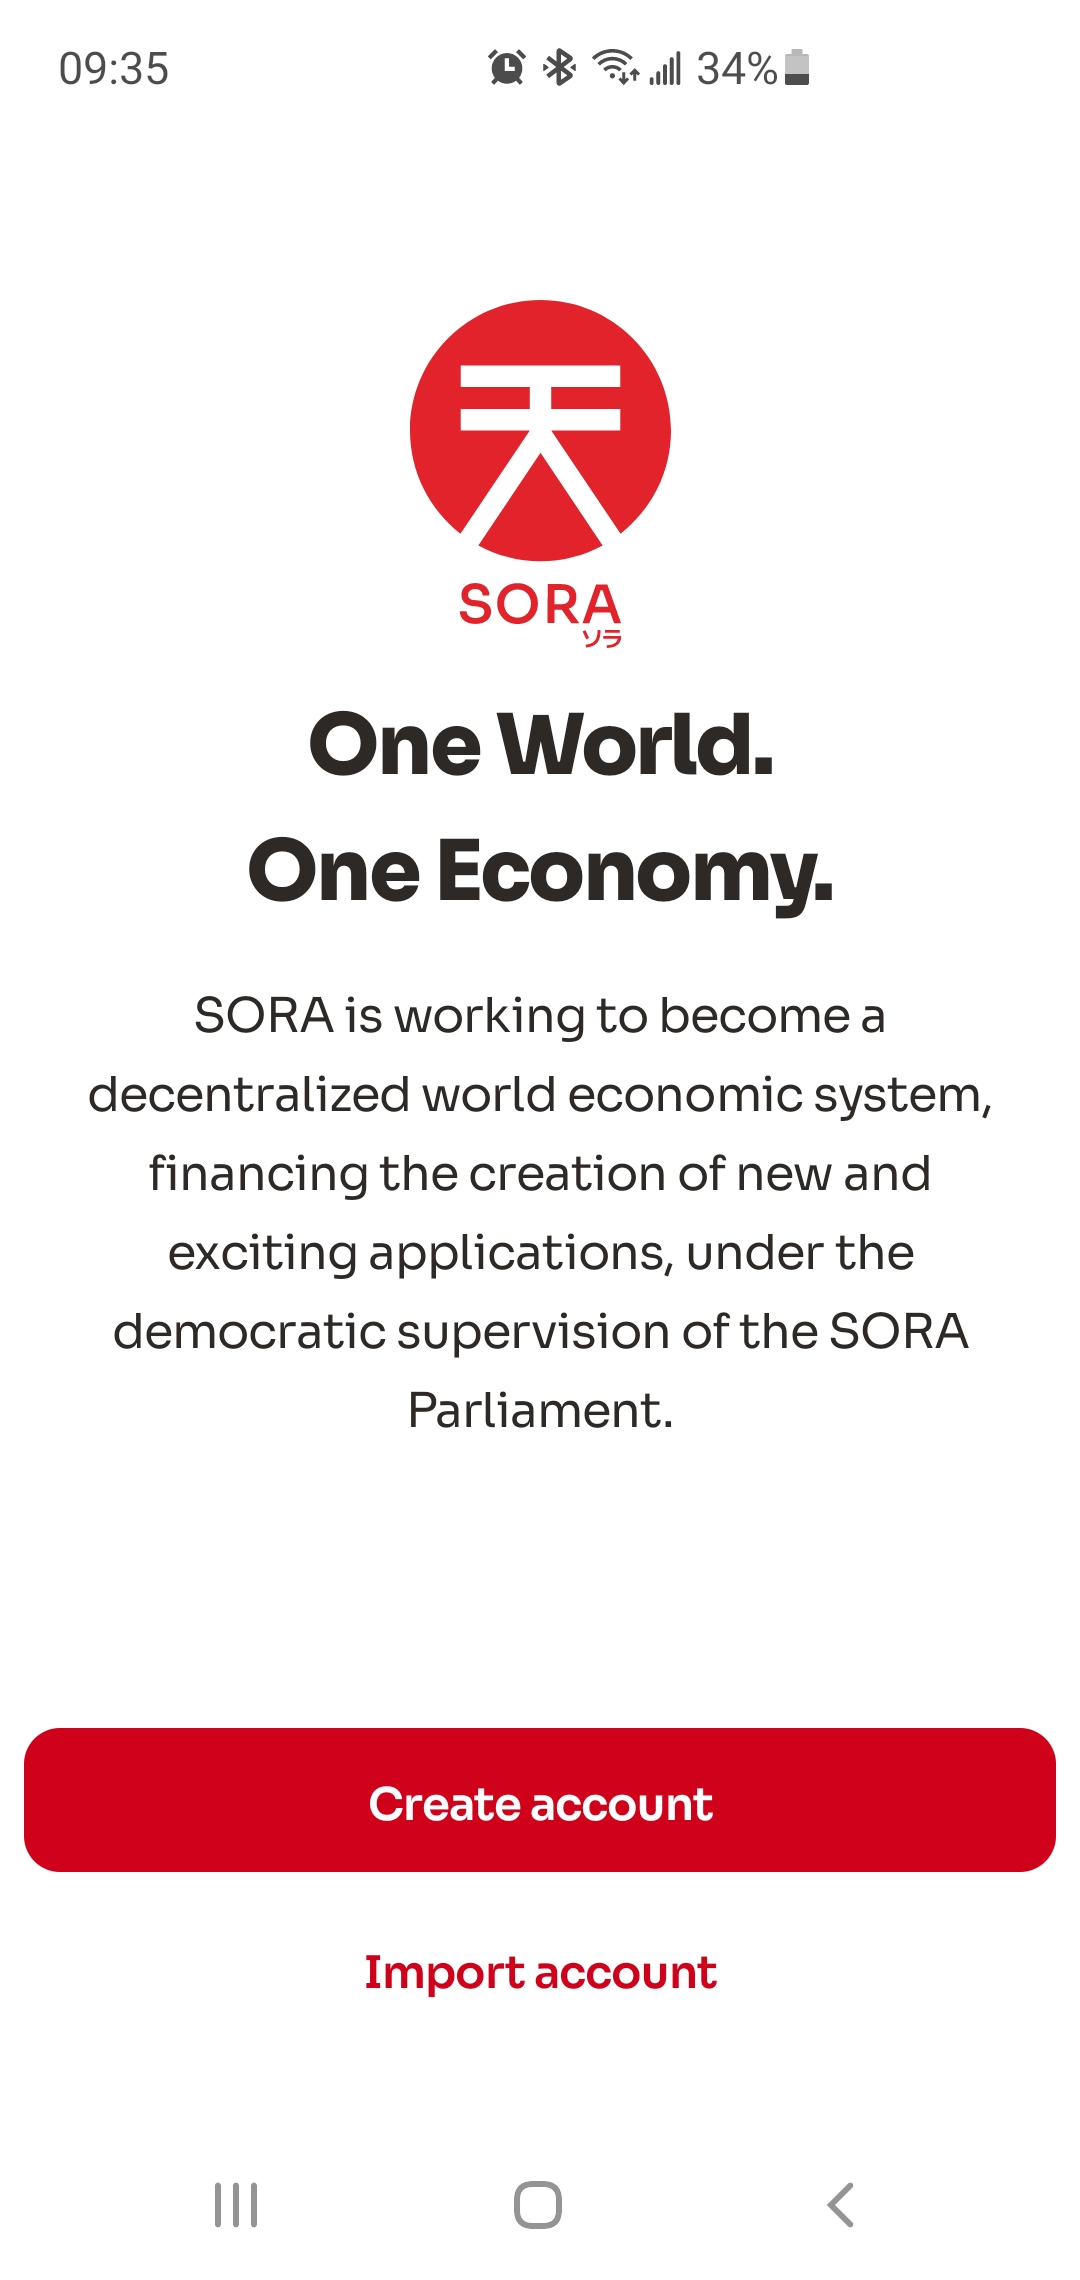 09:35
34%
天
SORA
ソラ
One World.
One Economy.
SORA is working to become a
decentralized world economic system,
financing the creation of new and
exciting applications, under the
democratic supervision of the SORA
Parliament.
Create account
Import account